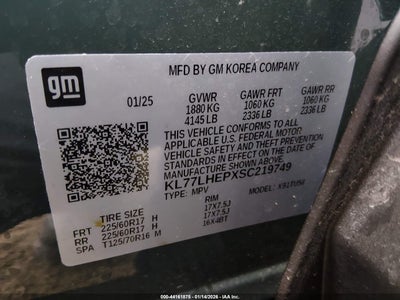 gm
MFD BY GM KOREA COMPANY
01/25
GVWR GAWR FRT GAWR RR
1880 KG 1060 KG 1060 KG
4145 LB 2336 LB 2336 LB
THIS VEHICLE CONFORMS TO ALL
APPLICABLE U.S. FEDERAL MOTOR
VEHICLE SAFETY AND THEFT PREVENTION
STANDARDS IN EFFECT ON THE DATE OF
MANUFACTURE SHOWN ABOVE.
KL77LHEPXSC219749
TYPE: MPV MODEL:
TIRE SIZE RIM
FRT 225/60R17 H 17X7.5J
RR 225/60R17 H 17X7.5J
SPA T125/70R16 M 16X4BT
000-44161875 - 01/14/2026 - IAA LLC